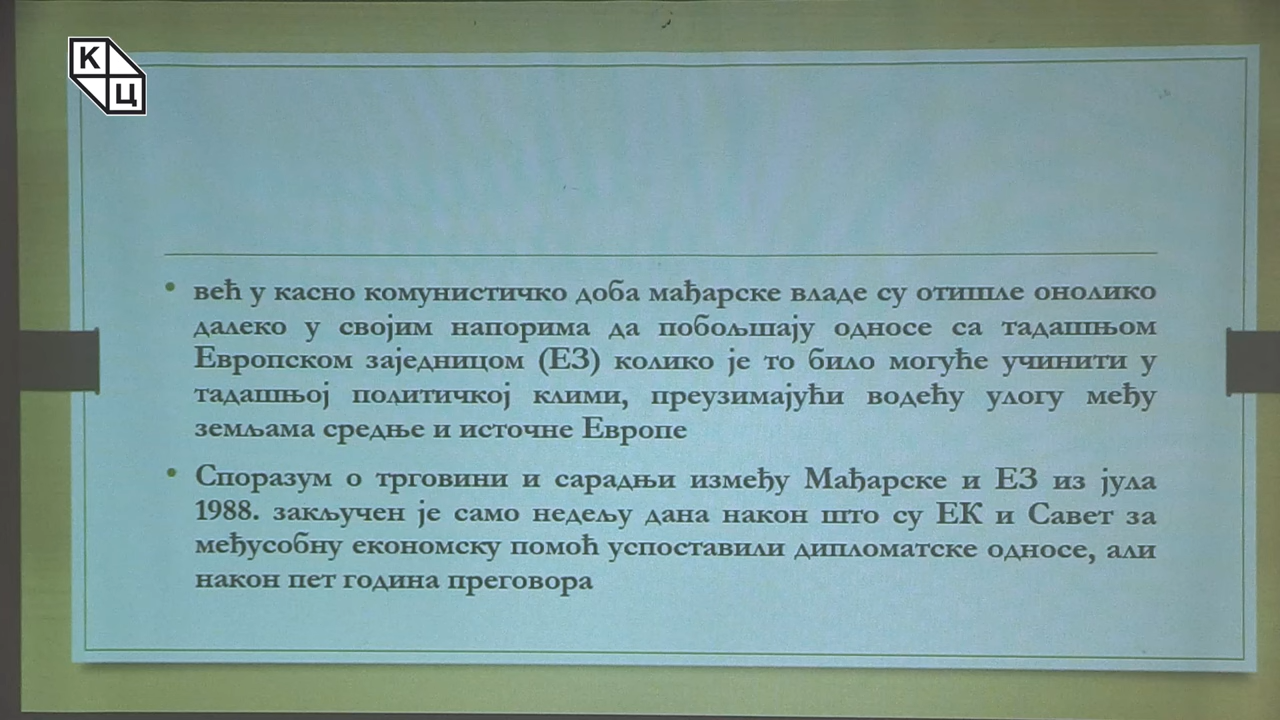 К
Ц
већ у касно комунистичко доба мађарске владе су отишле онолико
далеко у својим напорима да побољшају односе са тадашњом
Европском заједницом (ЕЗ) колико је то било могуће учинити у
тадашњој политичкој клими, преузимајући водећу улогу међу
земљама средње и источне Европе
Споразум о трговини и сарадњи између Мађарске и ЕЗ из јула
1988. закључен је само недељу дана након што су ЕК и Савет за
међусобну економску помоћ успоставили дипломатске односе, али
након пет година преговора